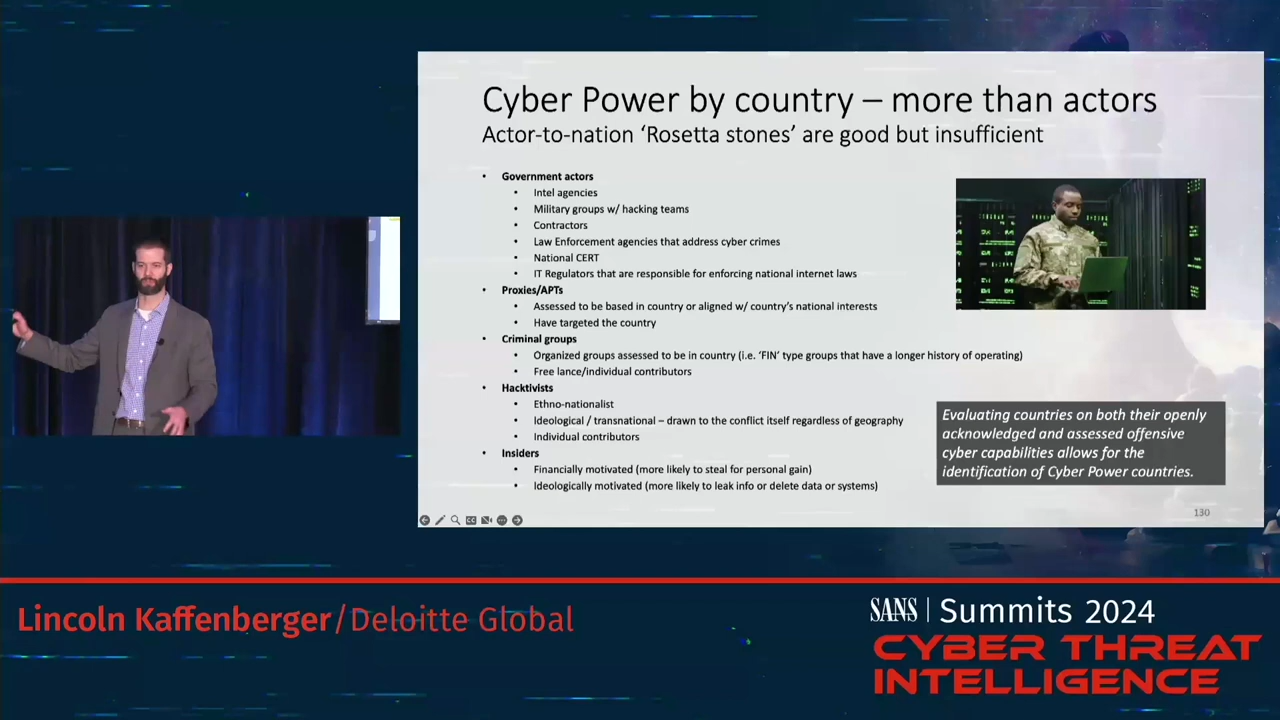 Cyber Power by country – more than actors
Actor-to-nation ‘Rosetta stones’ are good but insufficient
• Government actors
• Intel agencies
• Military groups w/ hacking teams
• Contractors
• Law Enforcement agencies that address cyber crimes
• National CERT
• IT Regulators that are responsible for enforcing national internet laws
• Proxies/APTs
• Assessed to be based in country or aligned w/ country’s national interests
• Have targeted the country
• Criminal groups
• Organized groups assessed to be in country (i.e. ‘FIN’ type groups that have a longer history of operating)
• Free lance/individual contributors
• Hacktivists
• Ethno-nationalist
• Ideological / transnational – drawn to the conflict itself regardless of geography
• Individual contributors
• Insiders
• Financially motivated (more likely to steal for personal gain)
• Ideologically motivated (more likely to leak info or delete data or systems)
Evaluating countries on both their openly
acknowledged and assessed offensive
cyber capabilities allows for the
identification of Cyber Power countries.
130
Lincoln Kaffenberger/Deloitte Global
SANS | Summits 2024
CYBER THREAT
INTELLIGENCE